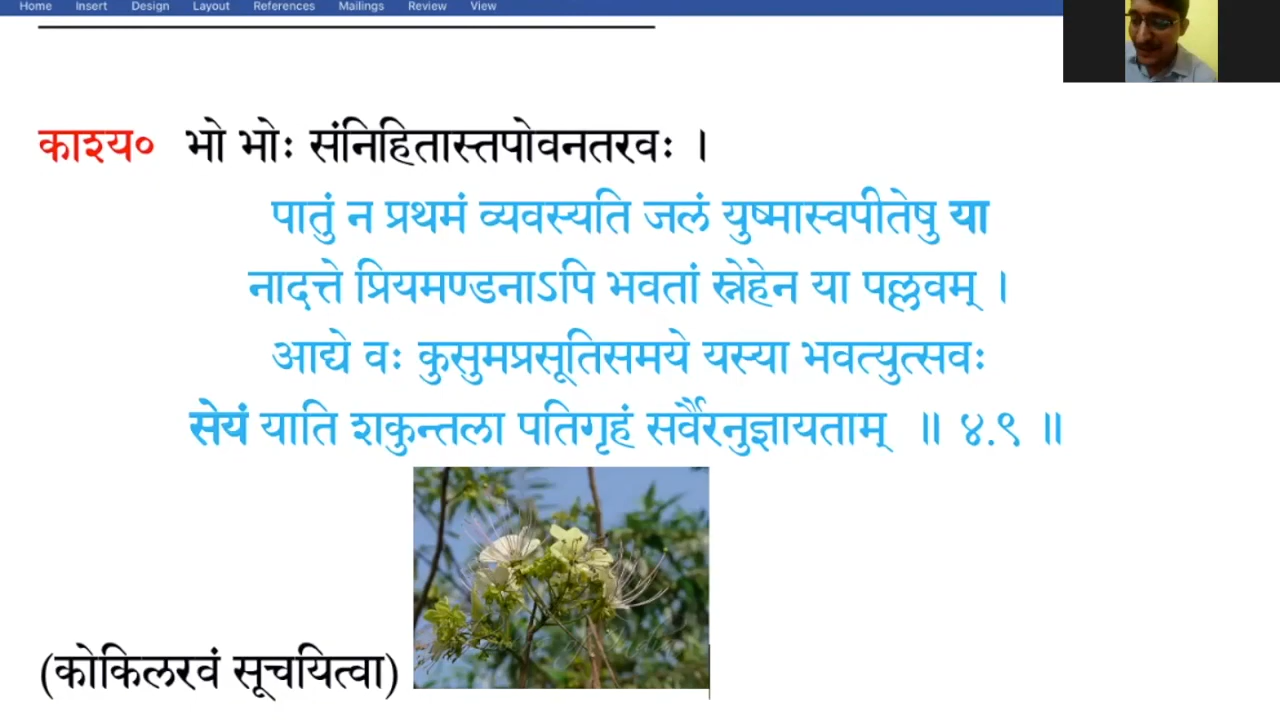 Home Insert Design Layout References Mailings Review View
काश्य० भो भोः संनिहितास्तपोवनतरवः ।
पातुं न प्रथमं व्यवस्यति जलं युष्मास्वपीतेषु या
नादत्ते प्रियमण्डनाऽपि भवतां स्नेहेन या पल्लवम् ।
आद्ये वः कुसुमप्रसूतिसमये यस्या भवत्युत्सवः
सेयं याति शकुन्तला पतिगृहं सर्वैरनुज्ञायताम् ॥ ४.९ ॥
(कोकिलरवं सूचयित्वा)